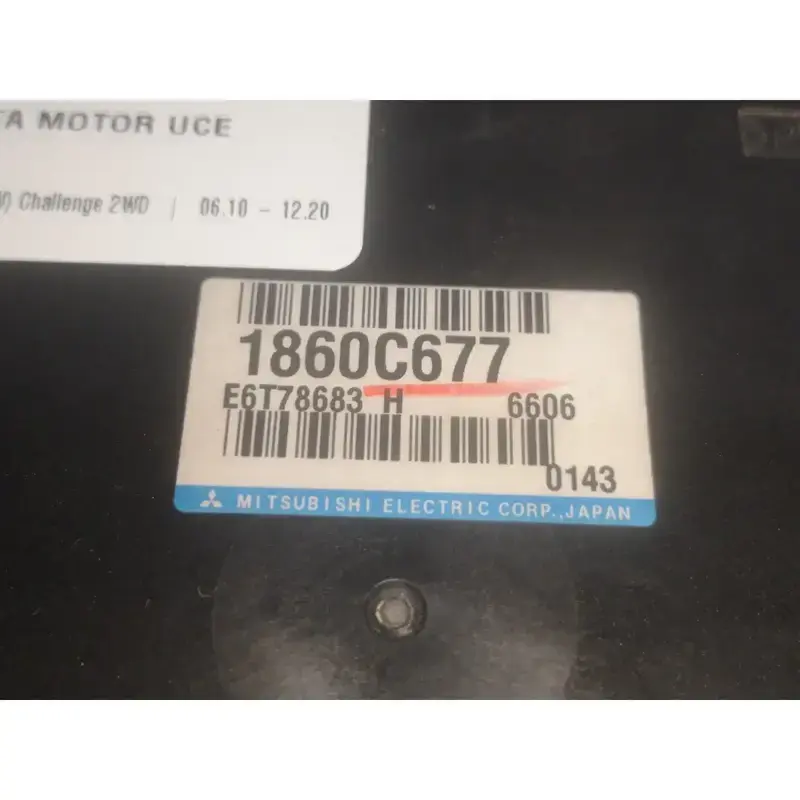 TA MOTOR UCE
Challenge 2WD | 06.10 - 12.20
1860C677
E6T78683 H 6606
0143
MITSUBISHI ELECTRIC CORP.,JAPAN